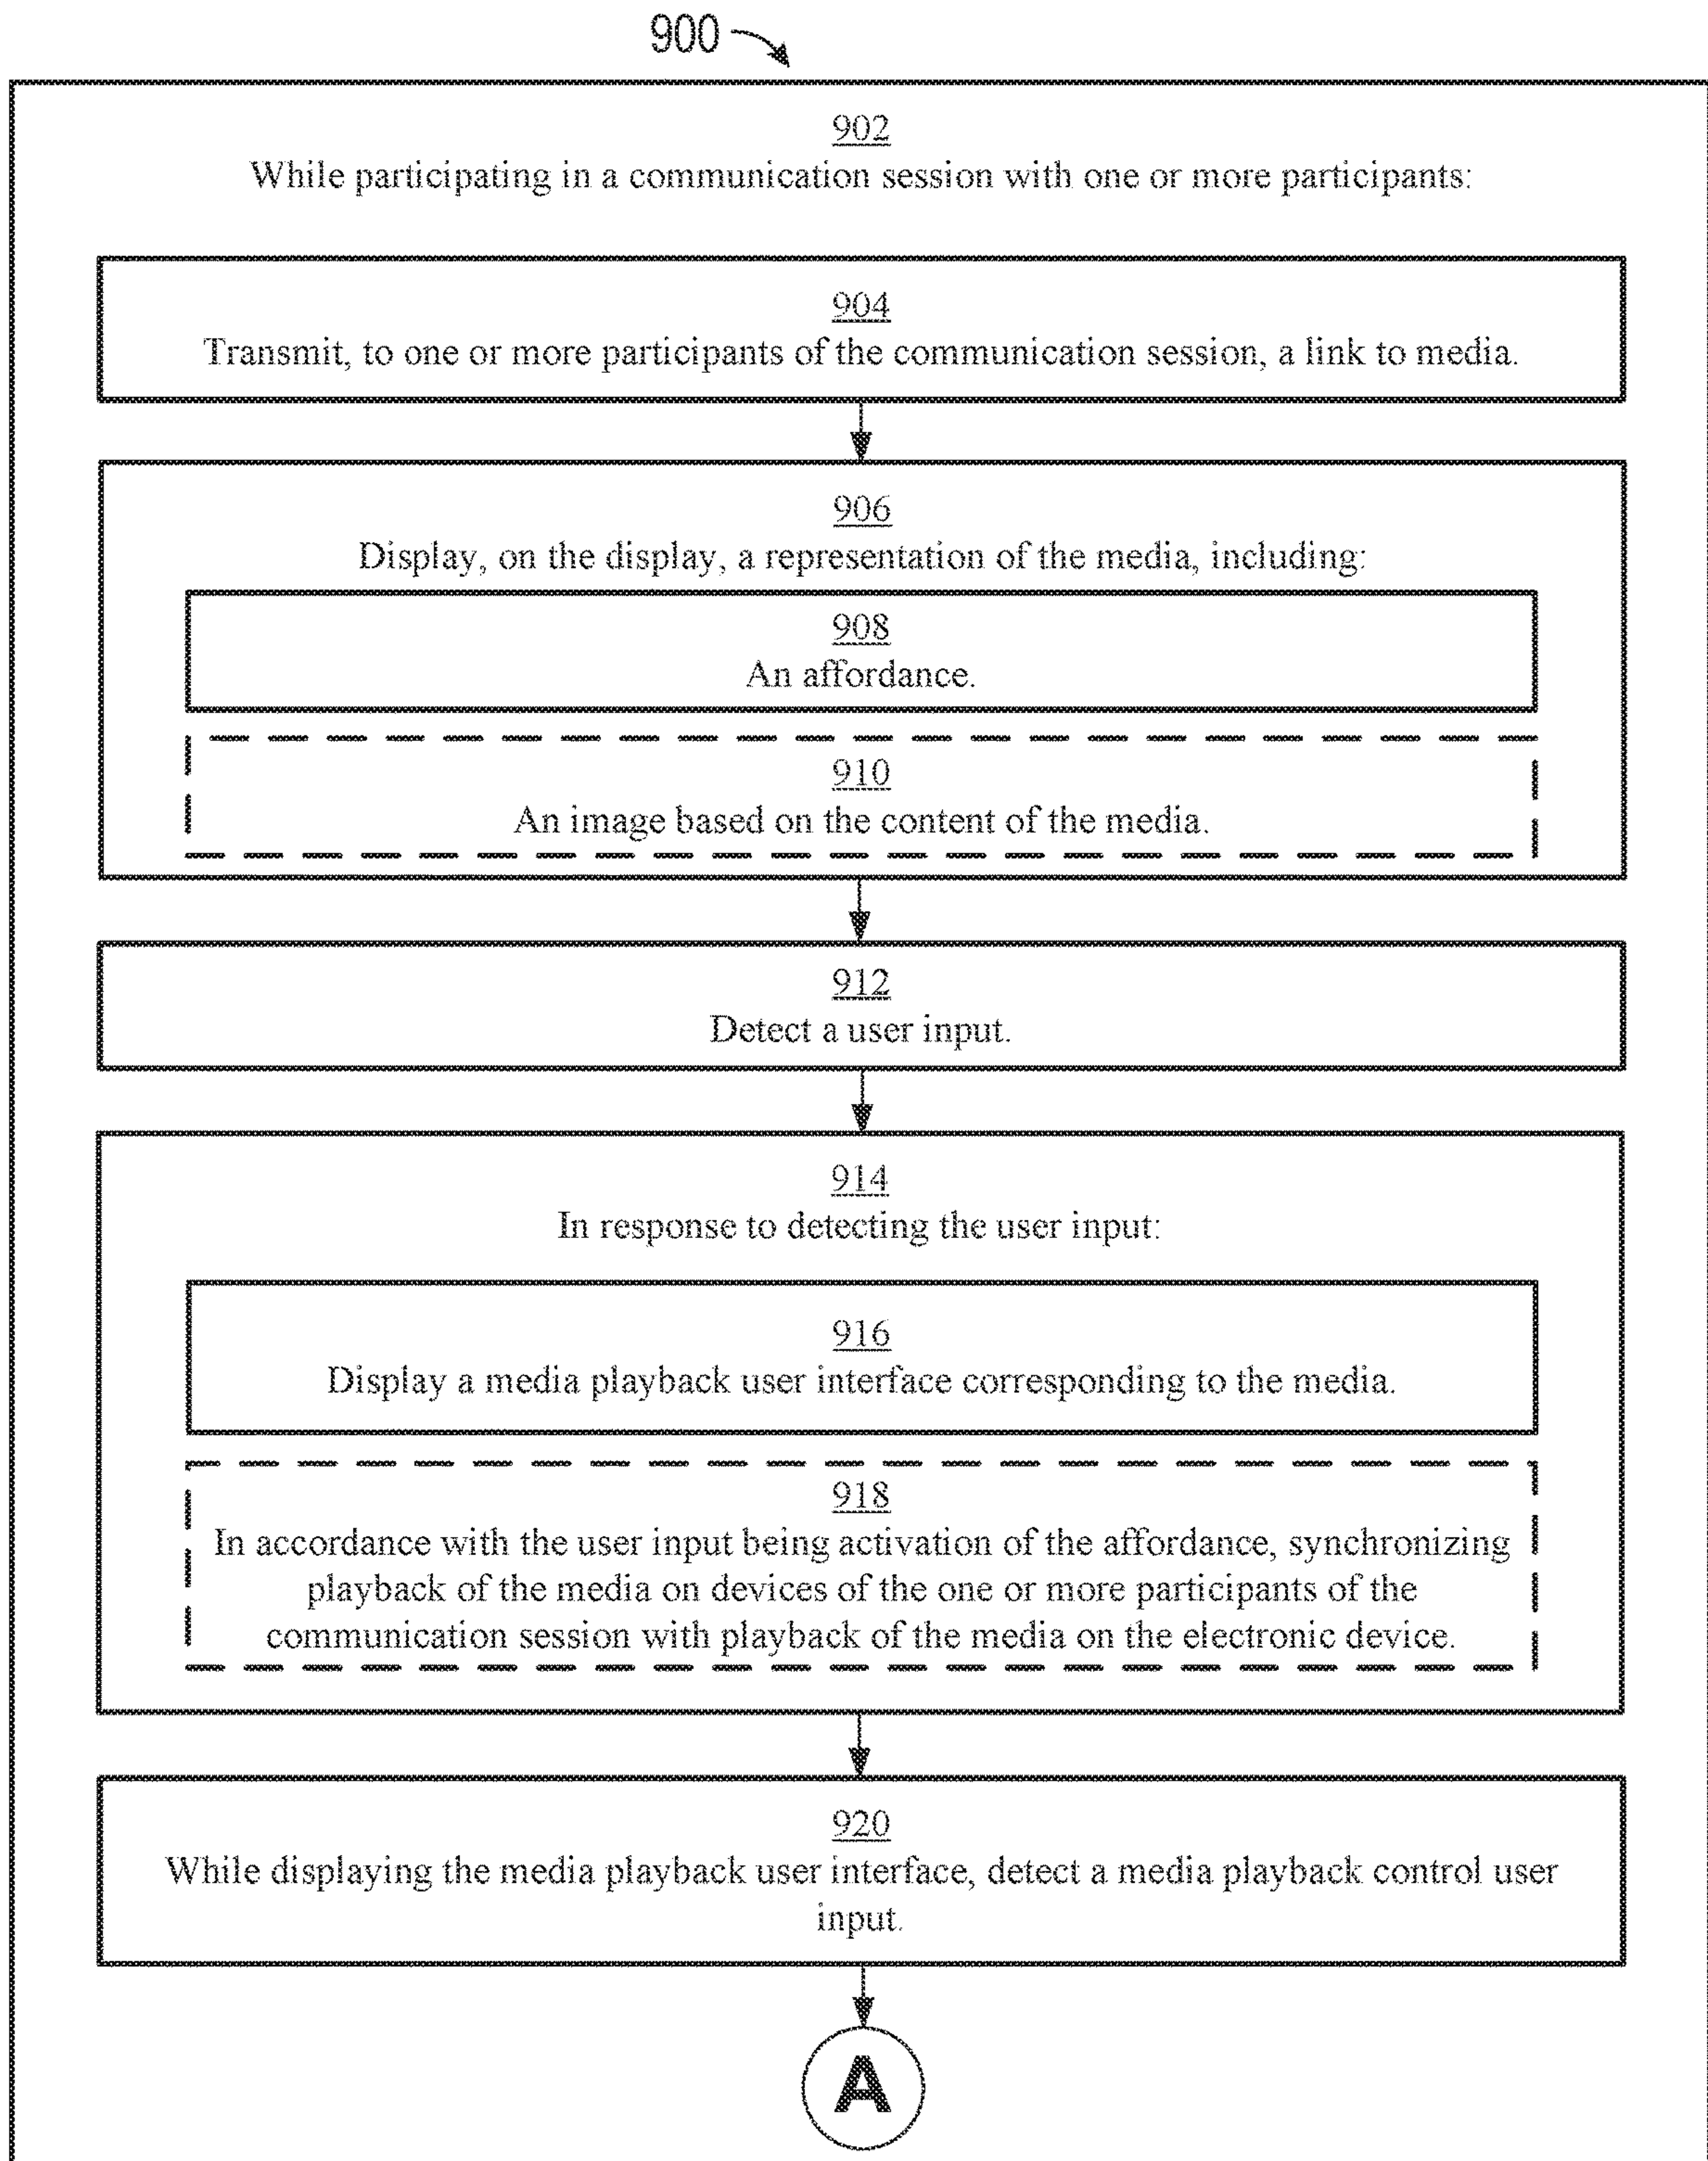 900
902
While participating in a communication session with one or more participants:
904
Transmit, to one or more participants of the communication session, a link to media.
906
Display, on the display, a representation of the media, including:
908
An affordance.
910
An image based on the content of the media.
912
Detect a user input.
914
In response to detecting the user input:
916
Display a media playback user interface corresponding to the media.
918
In accordance with the user input being activation of the affordance, synchronizing
playback of the media on devices of the one or more participants of the
communication session with playback of the media on the electronic device.
920
While displaying the media playback user interface, detect a media playback control user
input.
A